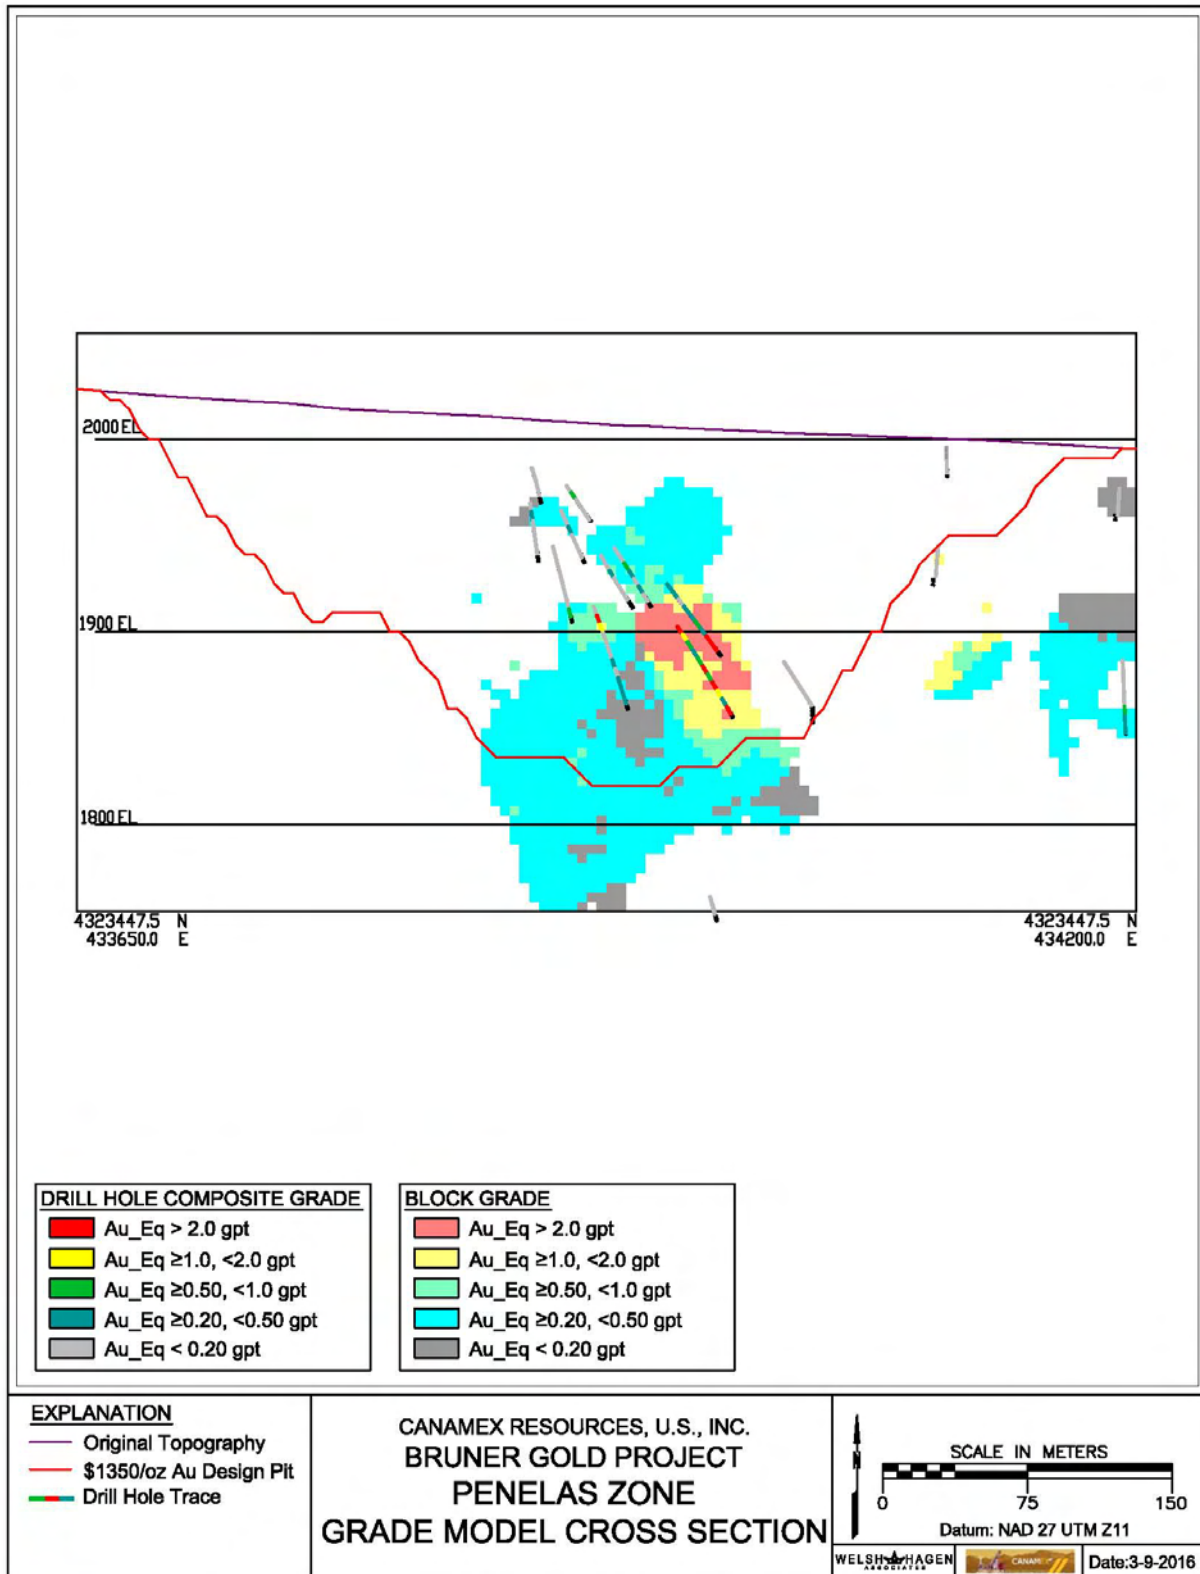 2000 EL
1900 EL
1800 EL
4323447.5 N
433650.0 E
4323447.5 N
434200.0 E
DRILL HOLE COMPOSITE GRADE
Au_Eq > 2.0 gpt
Au_Eq ≥1.0, <2.0 gpt
Au_Eq ≥0.50, <1.0 gpt
Au_Eq ≥0.20, <0.50 gpt
Au_Eq < 0.20 gpt
BLOCK GRADE
Au_Eq > 2.0 gpt
Au_Eq ≥1.0, <2.0 gpt
Au_Eq ≥0.50, <1.0 gpt
Au_Eq ≥0.20, <0.50 gpt
Au_Eq < 0.20 gpt
EXPLANATION
Original Topography
$1350/oz Au Design Pit
Drill Hole Trace
CANAMEX RESOURCES, U.S., INC.
BRUNER GOLD PROJECT
PENELAS ZONE
GRADE MODEL CROSS SECTION
N
SCALE IN METERS
0 75 150
Datum: NAD 27 UTM Z11
WELSH HAGEN
ASSOCIATES
CANAMEX
Date:3-9-2016